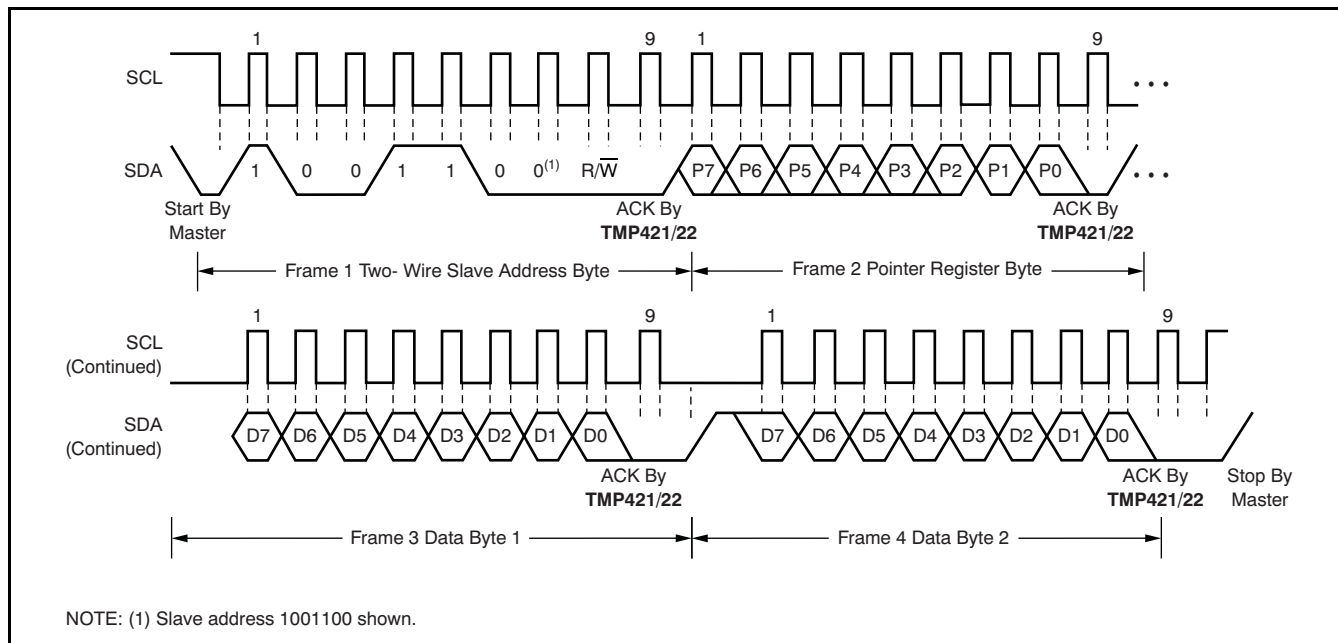 1 9 1 9
SCL
...
SDA 1 0 0 1 1 0 0(1) R/W̅ P7 P6 P5 P4 P3 P2 P1 P0 ...
Start By Master
ACK By TMP421/22
ACK By TMP421/22
Frame 1 Two- Wire Slave Address Byte
Frame 2 Pointer Register Byte
1 9 1 9
SCL (Continued)
SDA (Continued)
D7 D6 D5 D4 D3 D2 D1 D0 D7 D6 D5 D4 D3 D2 D1 D0
ACK By TMP421/22
ACK By TMP421/22
Stop By Master
Frame 3 Data Byte 1
Frame 4 Data Byte 2
NOTE: (1) Slave address 1001100 shown.